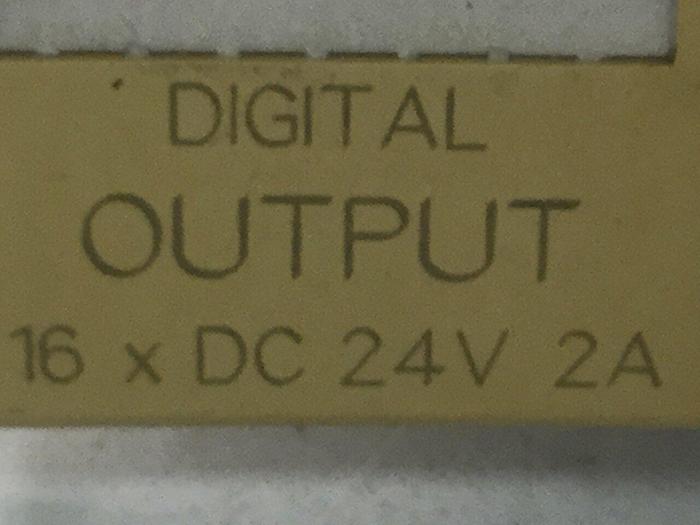 DIGITAL
OUTPUT
16 x DC 24V 2A